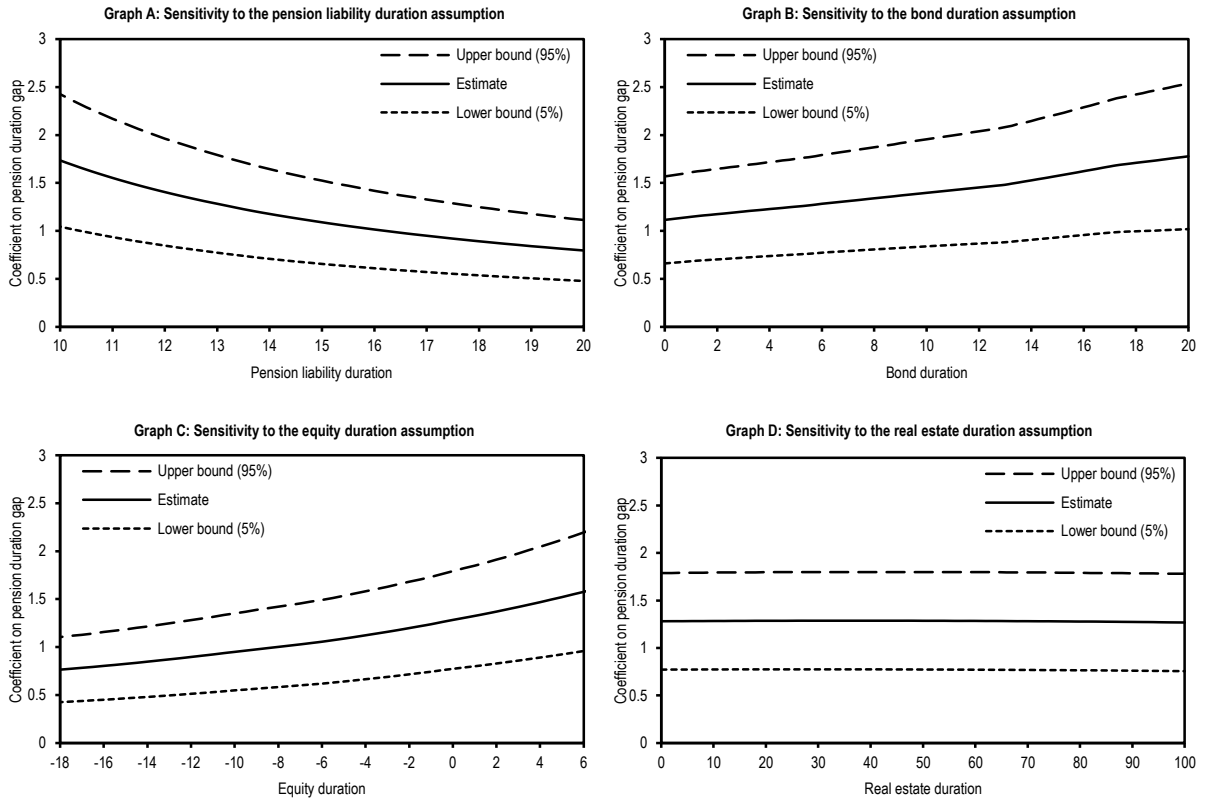 Graph A: Sensitivity to the pension liability duration assumption
Coefficient on pension duration gap
3
2.5
2
1.5
1
0.5
0
Upper bound (95%)
Estimate
Lower bound (5%)
10 11 12 13 14 15 16 17 18 19 20
Pension liability duration
Graph B: Sensitivity to the bond duration assumption
Coefficient on pension duration gap
3
2.5
2
1.5
1
0.5
0
Upper bound (95%)
Estimate
Lower bound (5%)
0 2 4 6 8 10 12 14 16 18 20
Bond duration
Graph C: Sensitivity to the equity duration assumption
Coefficient on pension duration gap
3
2.5
2
1.5
1
0.5
0
Upper bound (95%)
Estimate
Lower bound (5%)
-18 -16 -14 -12 -10 -8 -6 -4 -2 0 2 4 6
Equity duration
Graph D: Sensitivity to the real estate duration assumption
Coefficient on pension duration gap
3
2.5
2
1.5
1
0.5
0
Upper bound (95%)
Estimate
Lower bound (5%)
0 10 20 30 40 50 60 70 80 90 100
Real estate duration